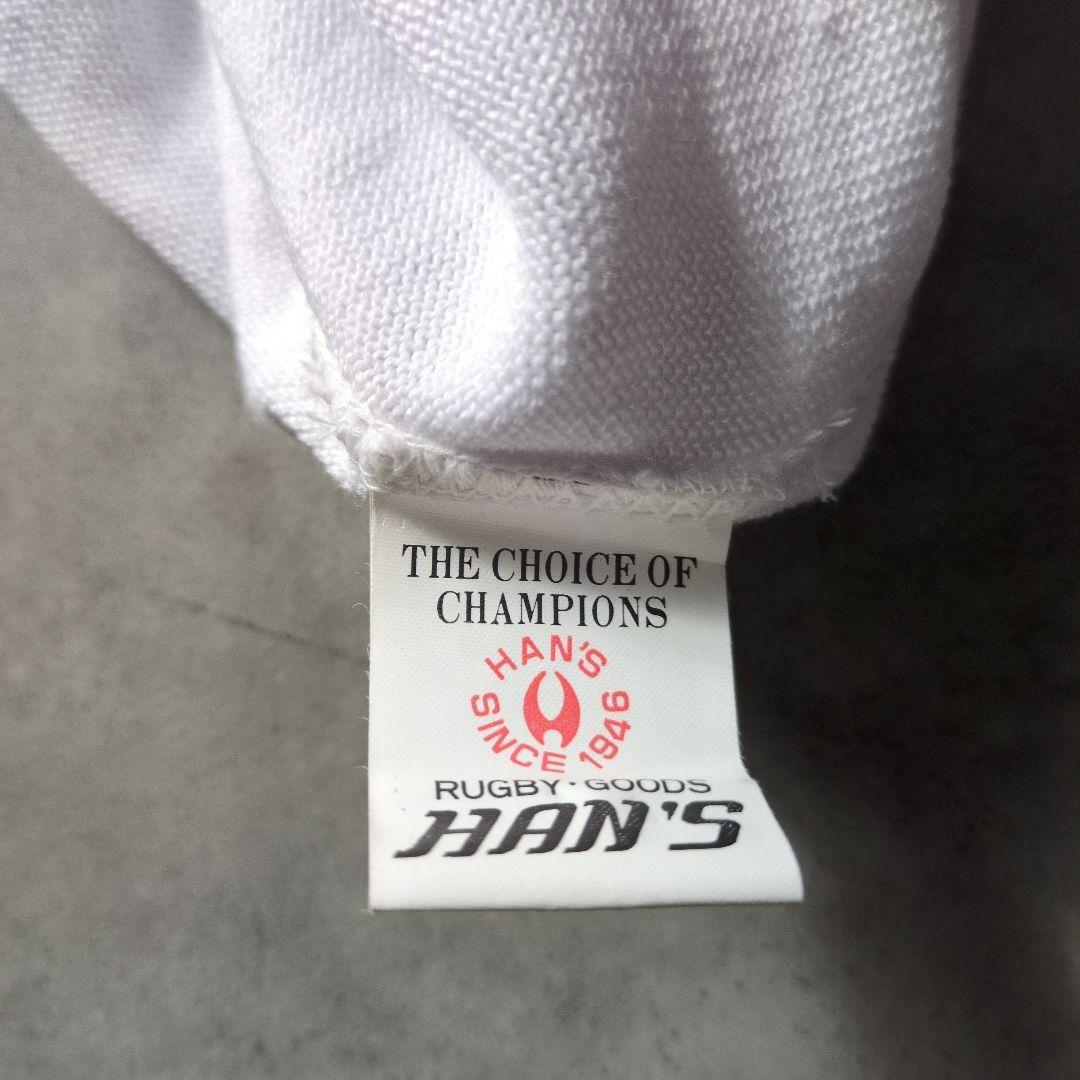 THE CHOICE OF
CHAMPIONS
HAN'S
SINCE 1946
RUGBY·GOODS
HAN'S